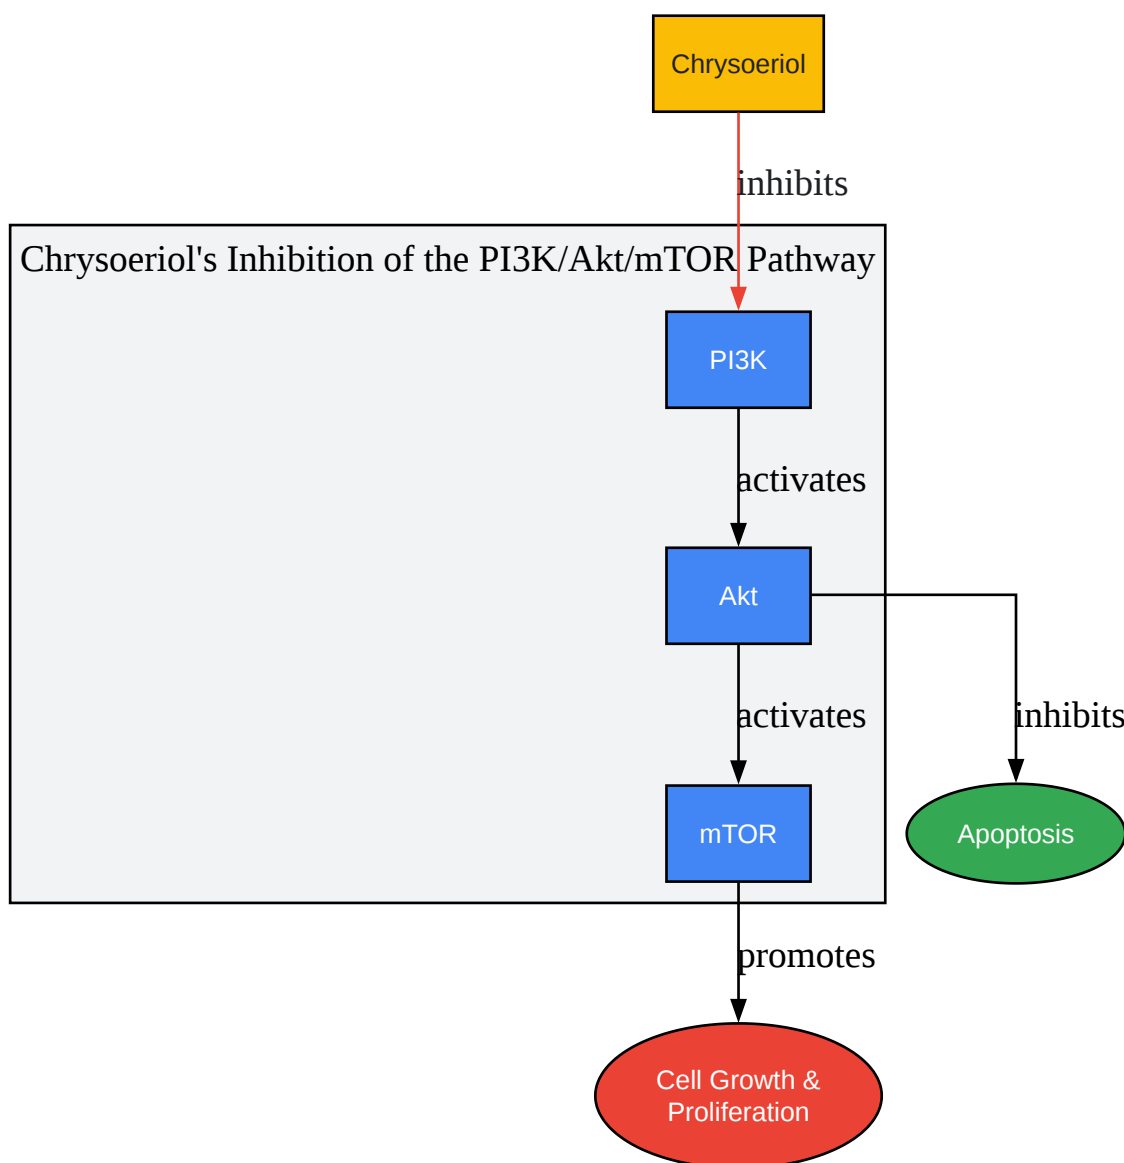 Chrysoeriol
inhibits
Chrysoeriol's Inhibition of the PI3K/Akt/mTOR Pathway
PI3K
activates
Akt
activates
inhibits
mTOR
Apoptosis
promotes
Cell Growth &
Proliferation